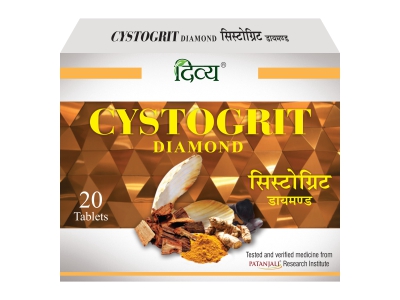 CYSTOGRIT DIAMOND सिस्टोग्रिट डायमण्ड
दिव्य®
CYSTOGRIT
DIAMOND
सिस्टोग्रिट
डायमण्ड
20
Tablets
Tested and verified medicine from
PATANJALI Research Institute